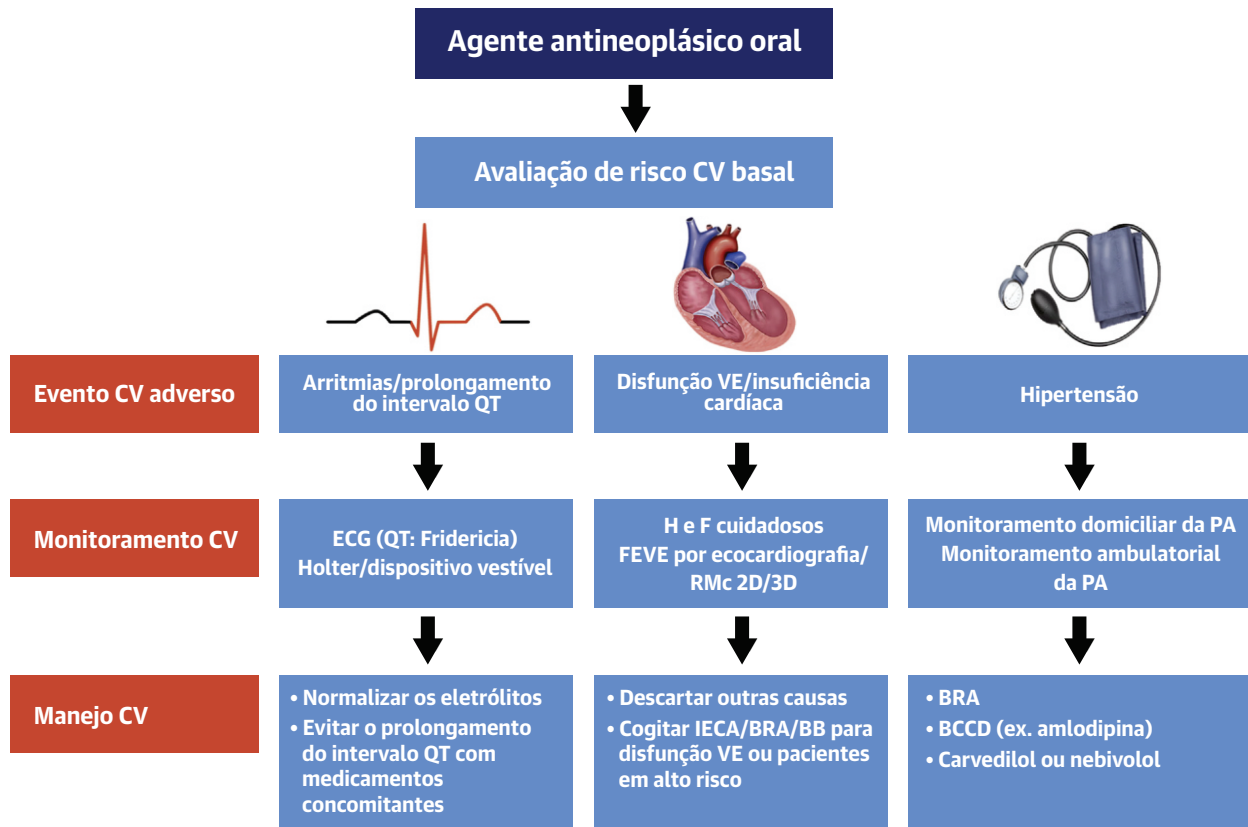 Agente antineoplásico oral
Avaliação de risco CV basal
Evento CV adverso
Arritmias/prolongamento
do intervalo QT
Disfunção VE/insuficiência
cardíaca
Hipertensão
Monitoramento CV
ECG (QT: Fridericia)
Holter/dispositivo vestível
H e F cuidadosos
FEVE por ecocardiografia/
RMc 2D/3D
Monitoramento domiciliar da PA
Monitoramento ambulatorial
da PA
Manejo CV
• Normalizar os eletrólitos
• Evitar o prolongamento
do intervalo QT com
medicamentos
concomitantes
• Descartar outras causas
• Cogitar IECA/BRA/BB para
disfunção VE ou pacientes
em alto risco
• BRA
• BCCD (ex. amlodipina)
• Carvedilol ou nebivolol